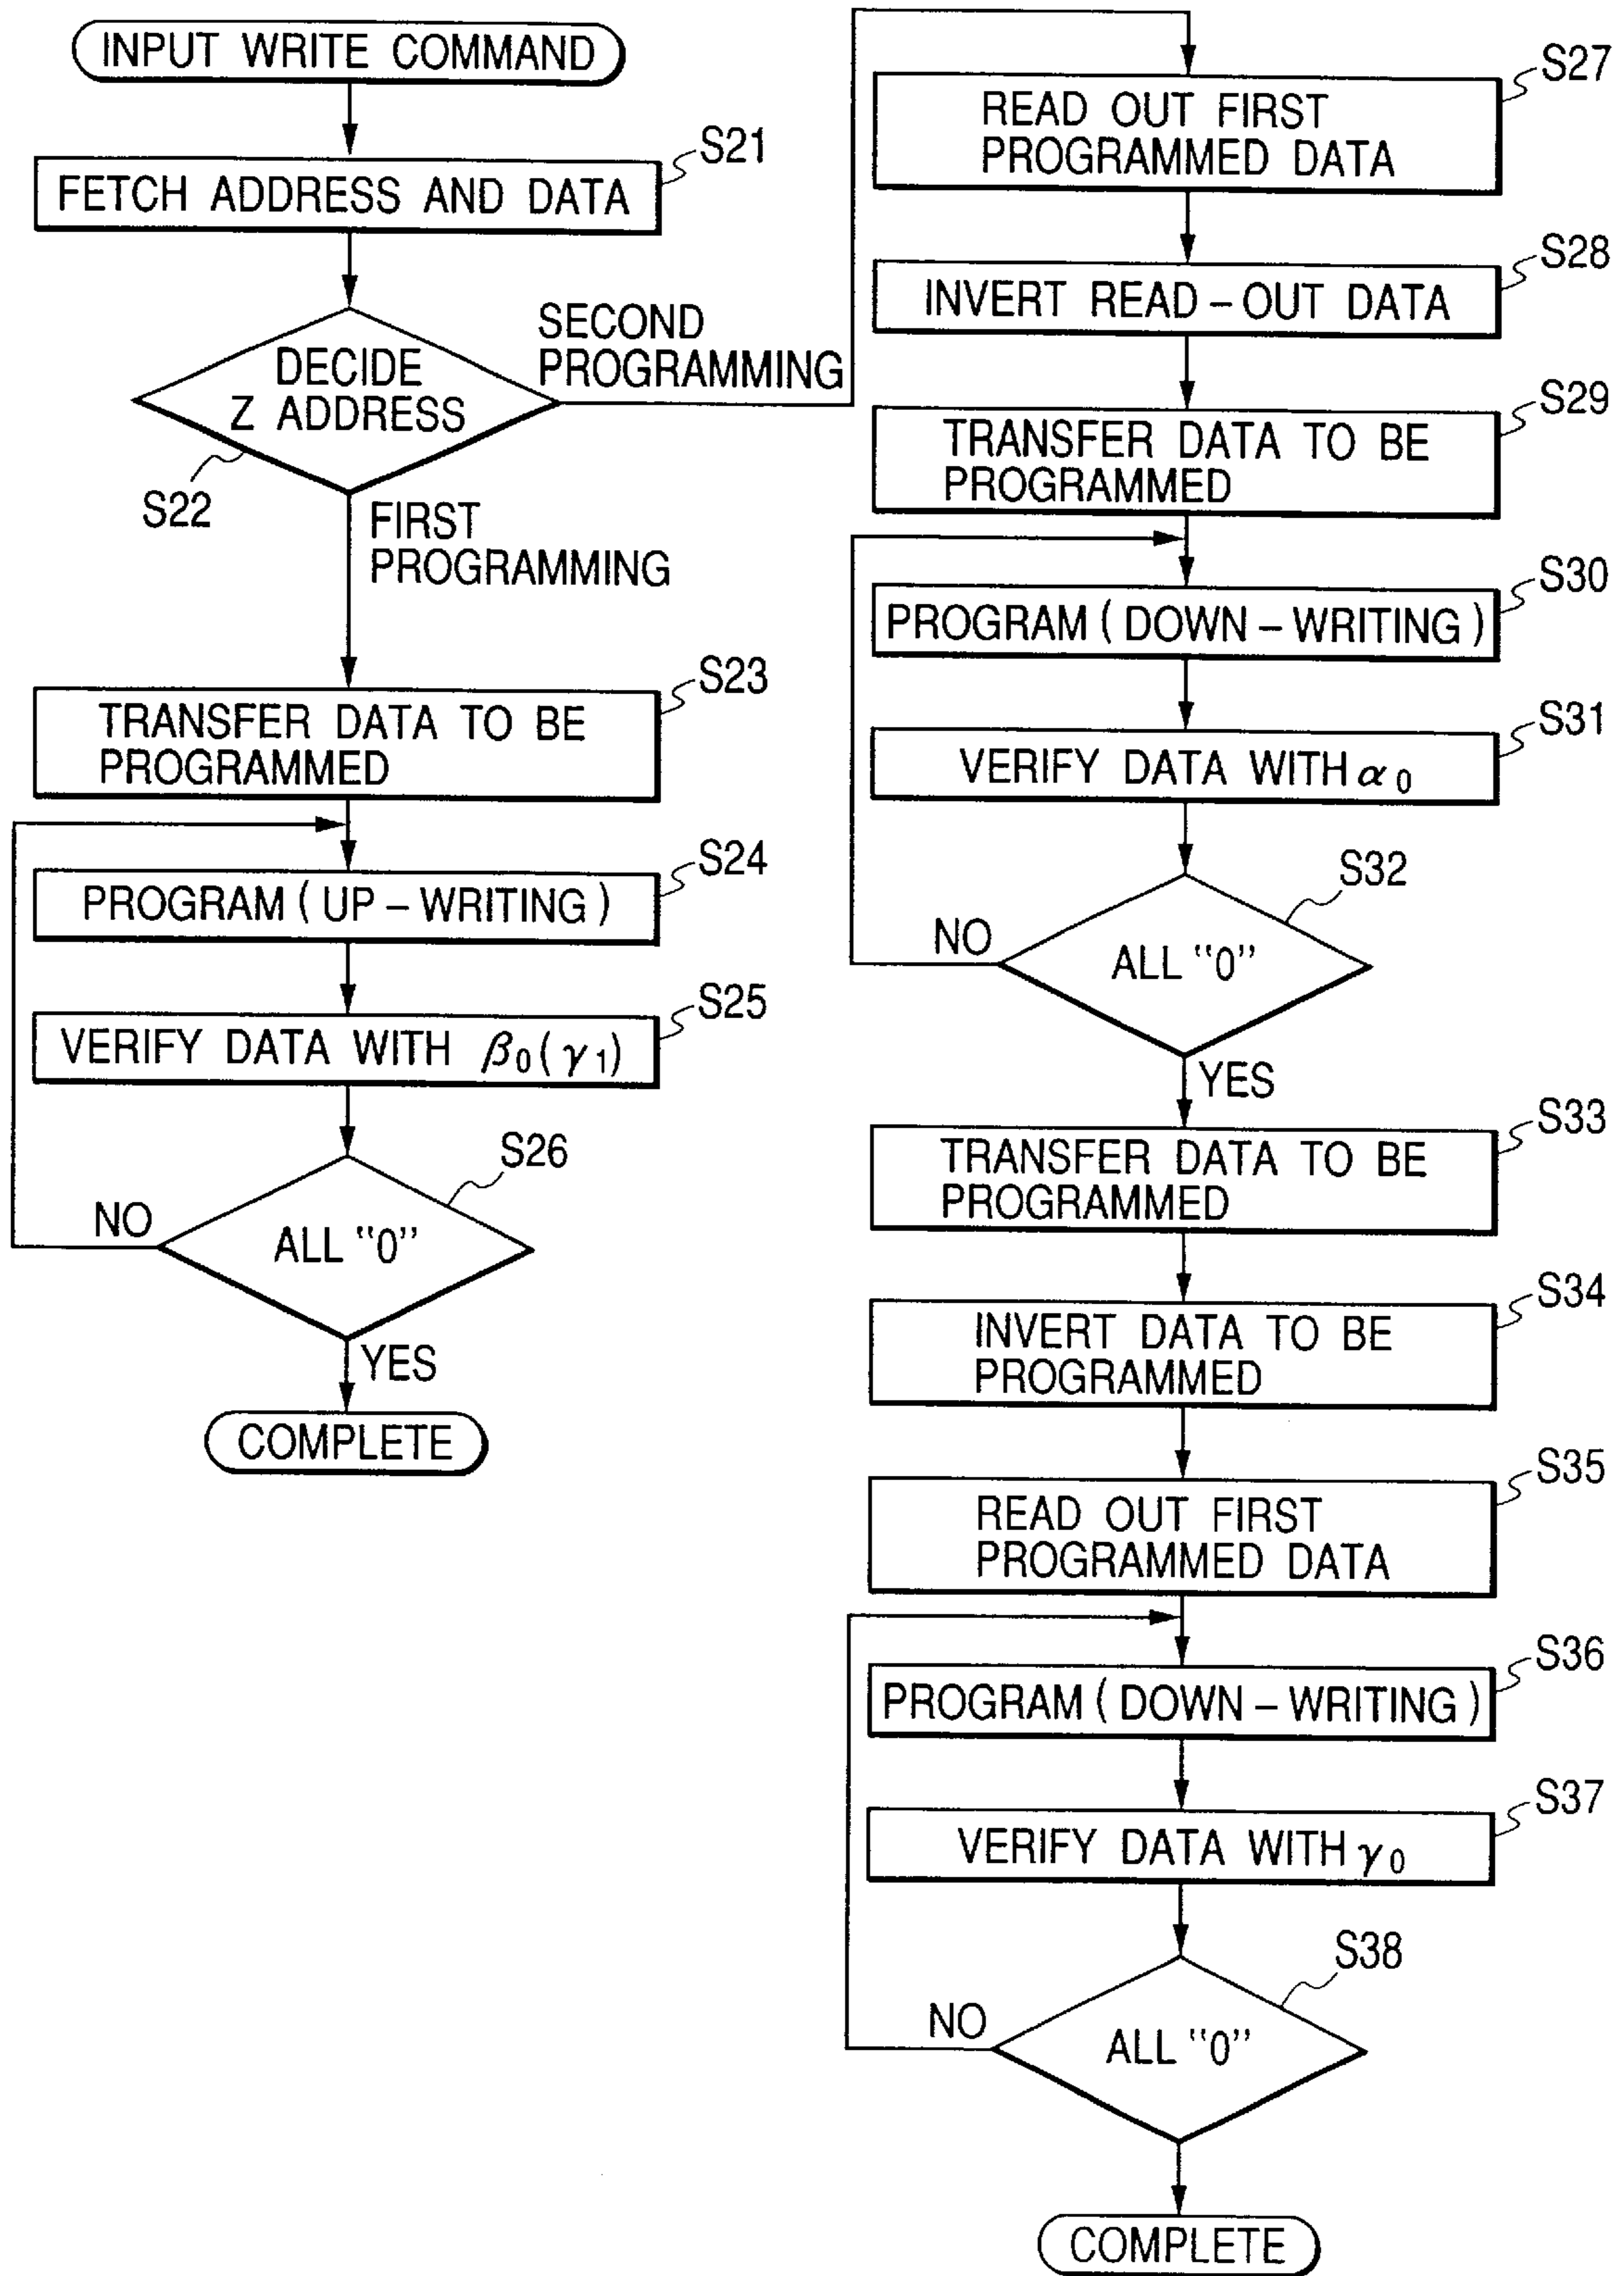 INPUT WRITE COMMAND
S21
FETCH ADDRESS AND DATA
DECIDE
Z ADDRESS
S22
SECOND
PROGRAMMING
FIRST
PROGRAMMING
S23
TRANSFER DATA TO BE
PROGRAMMED
S24
PROGRAM ( UP – WRITING )
S25
VERIFY DATA WITH β0 ( γ1 )
S26
ALL "0"
NO
YES
COMPLETE
S27
READ OUT FIRST
PROGRAMMED DATA
S28
INVERT READ – OUT DATA
S29
TRANSFER DATA TO BE
PROGRAMMED
S30
PROGRAM ( DOWN – WRITING )
S31
VERIFY DATA WITH α0
S32
NO
ALL "0"
YES
S33
TRANSFER DATA TO BE
PROGRAMMED
S34
INVERT DATA TO BE
PROGRAMMED
S35
READ OUT FIRST
PROGRAMMED DATA
S36
PROGRAM ( DOWN – WRITING )
S37
VERIFY DATA WITH γ0
S38
NO
ALL "0"
COMPLETE